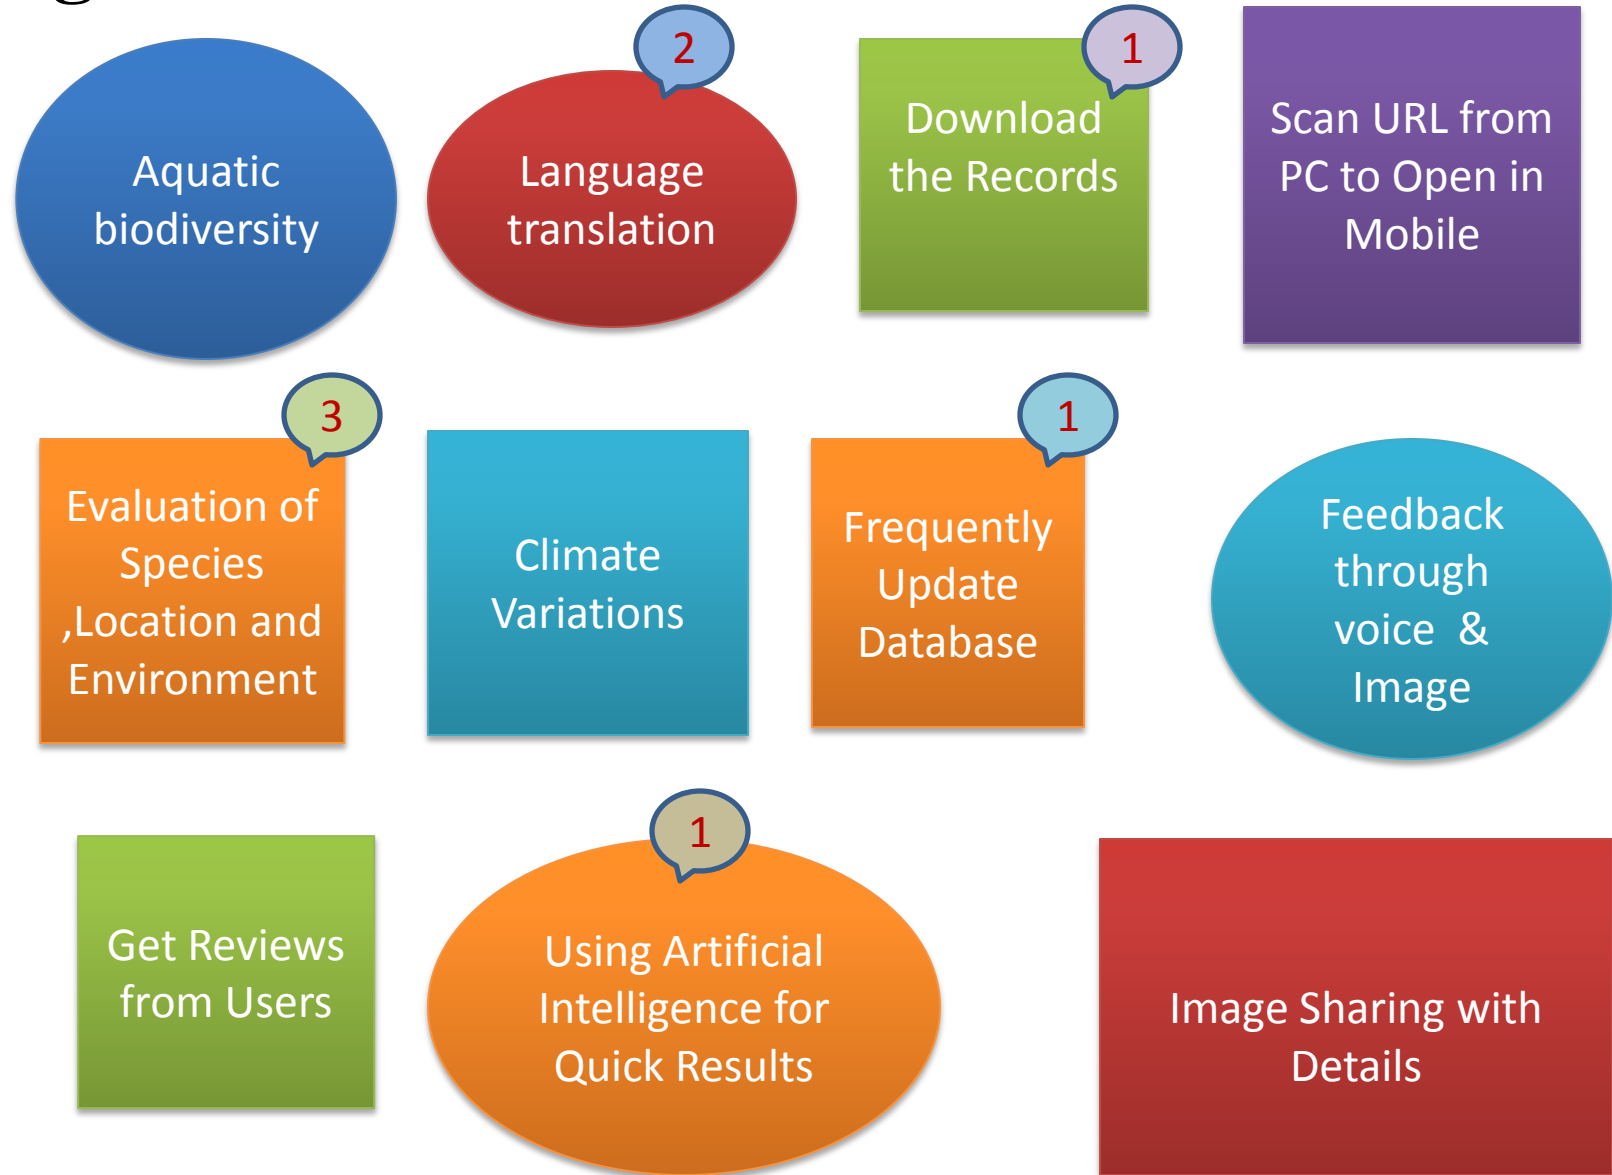 Aquatic
biodiversity
2
Language
translation
1
Download
the Records
Scan URL from
PC to Open in
Mobile
3
Evaluation of
Species
,Location and
Environment
Climate
Variations
1
Frequently
Update
Database
Feedback
through
voice &
Image
Get Reviews
from Users
1
Using Artificial
Intelligence for
Quick Results
Image Sharing with
Details